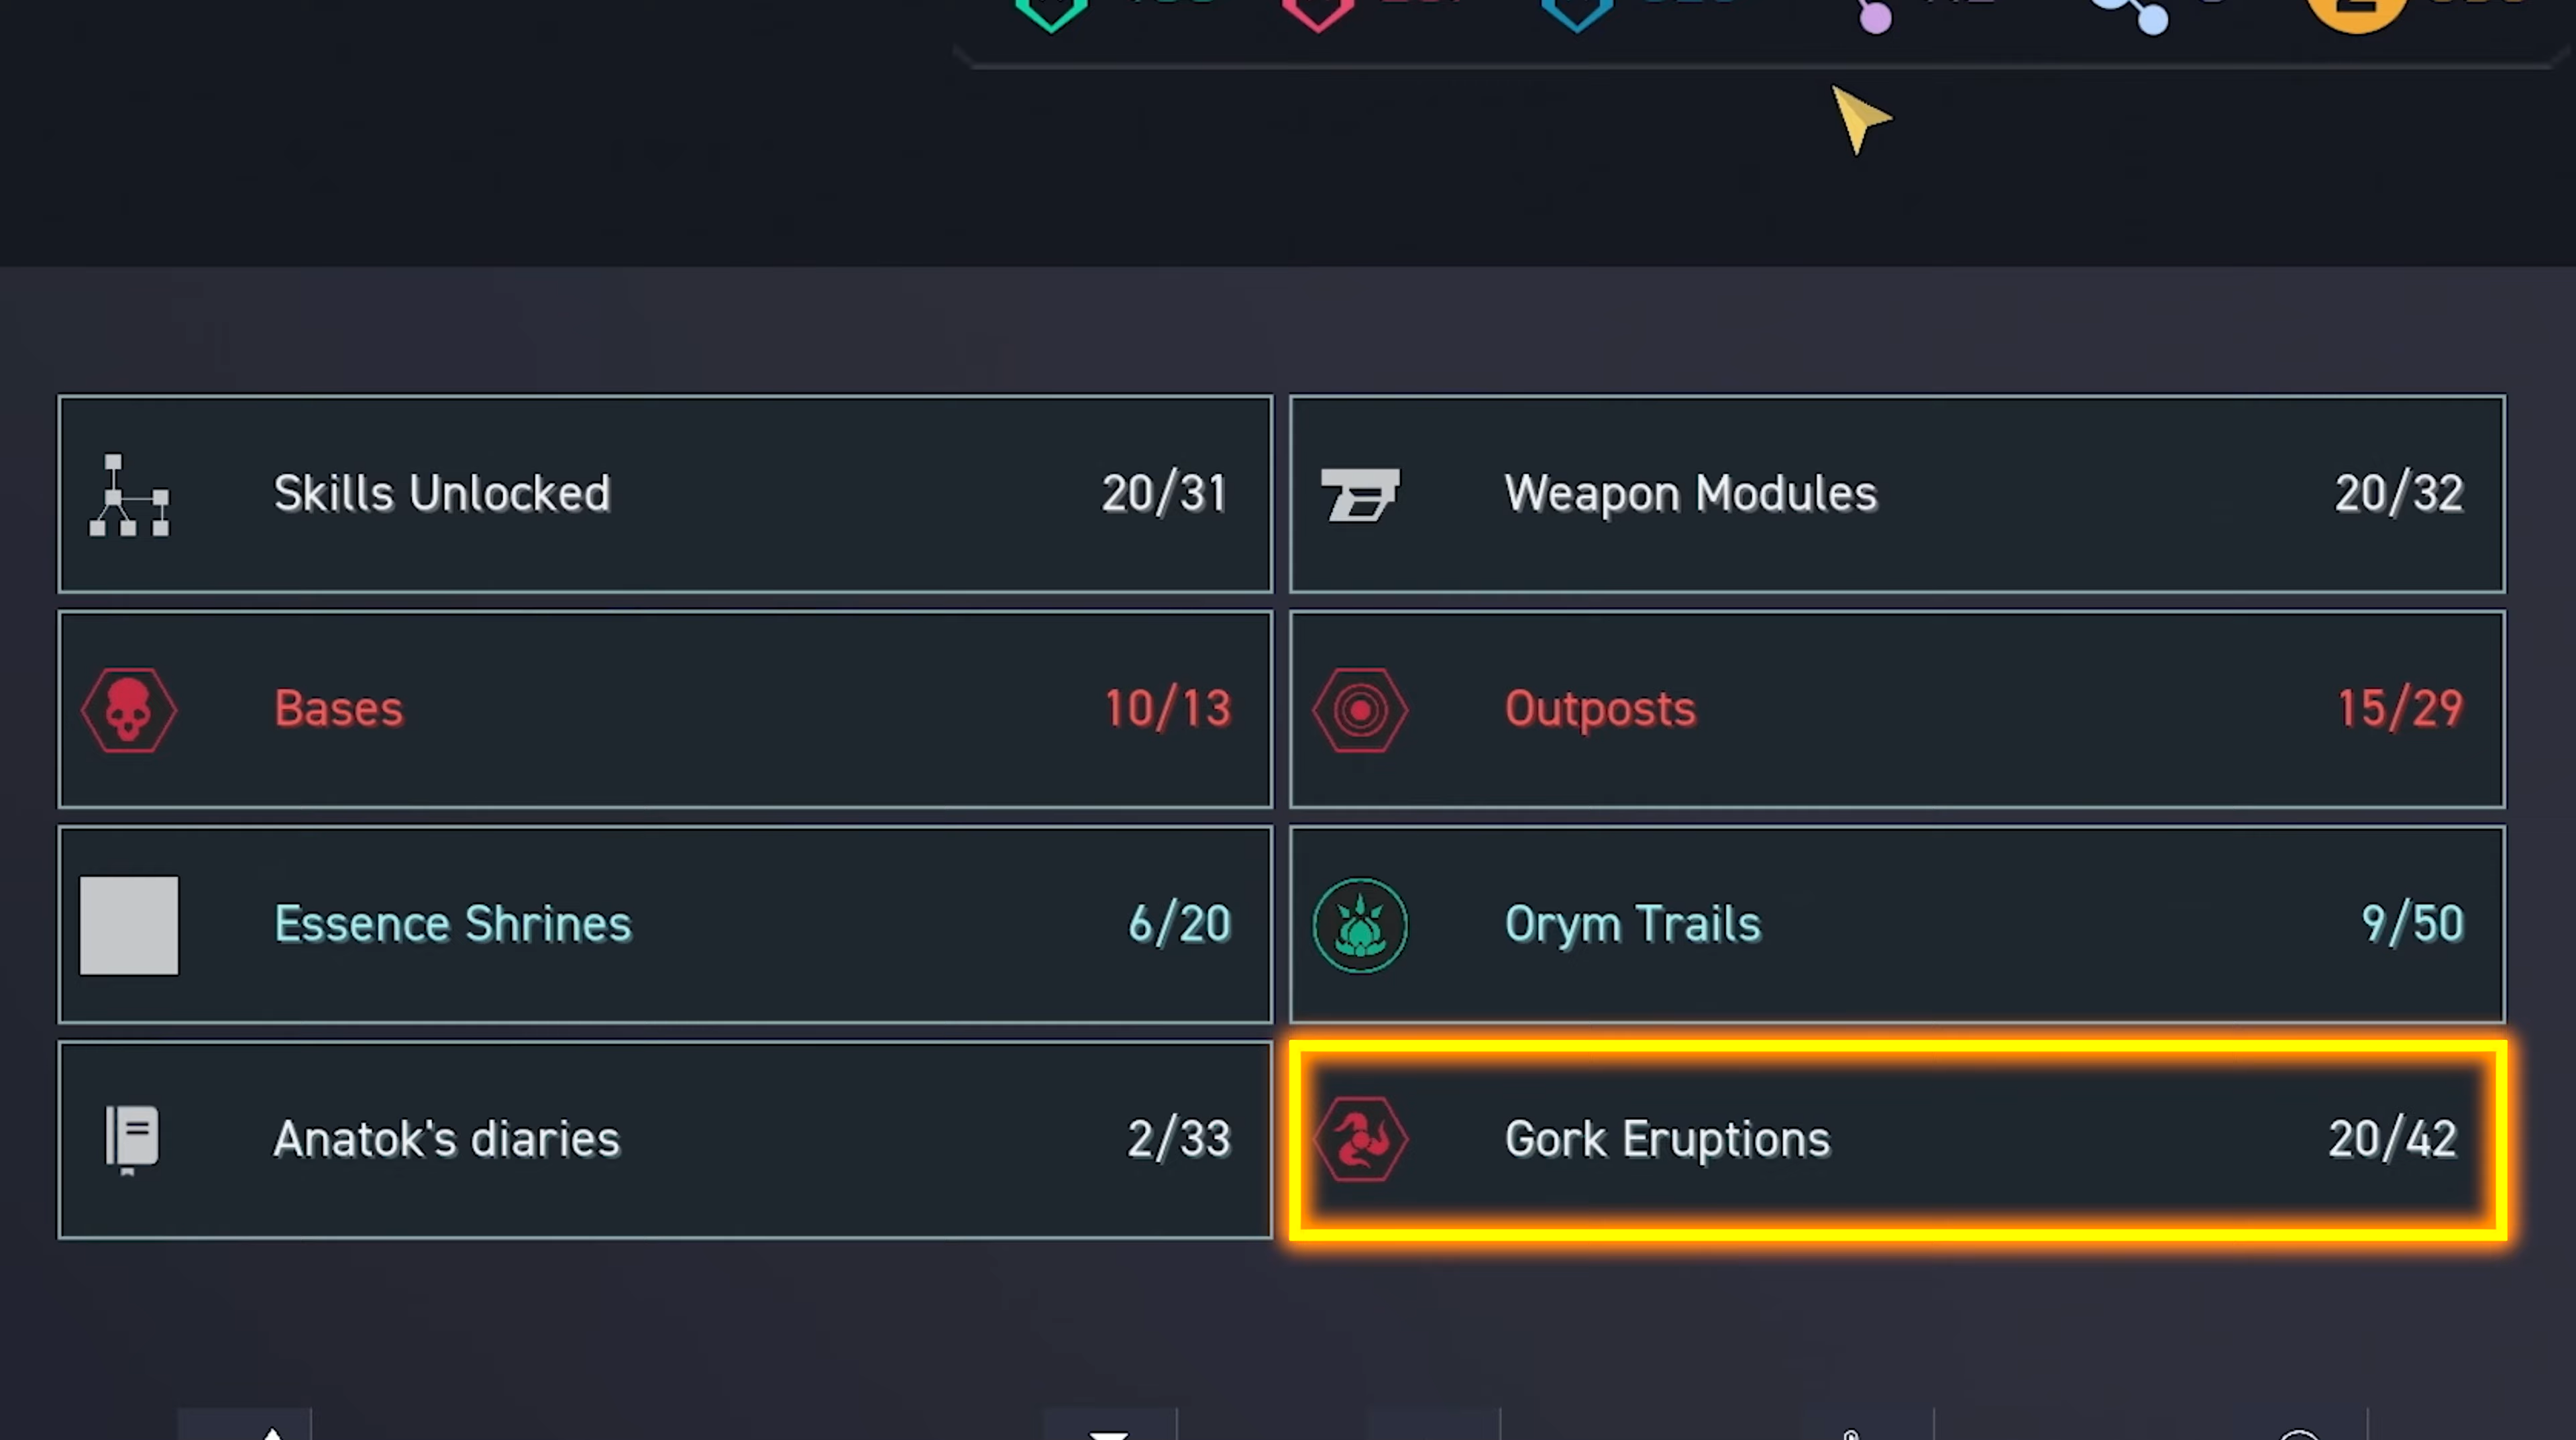 Skills Unlocked 20/31
Weapon Modules 20/32
Bases 10/13
Outposts 15/29
Essence Shrines 6/20
Orym Trails 9/50
Anatok's diaries 2/33
Gork Eruptions 20/42